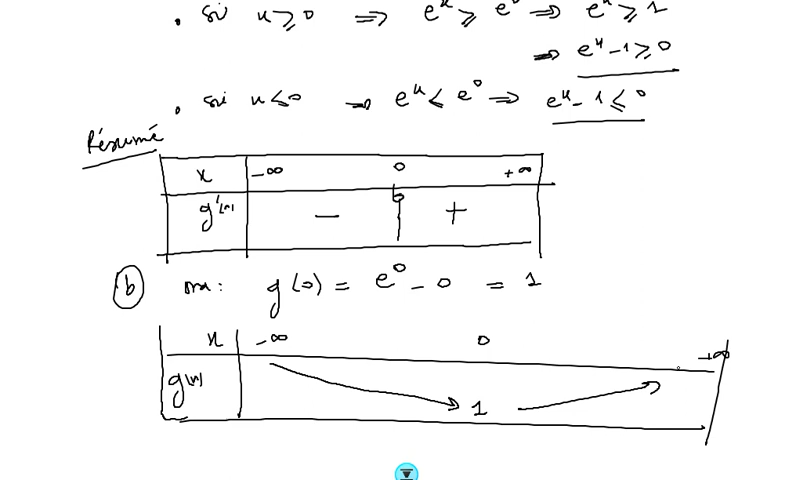 . si x ⩾ 0 ⟹ e^x ⩾ e^0 ⟹ e^x ⩾ 1
⟹ e^x - 1 ⩾ 0
. si x ⩽ 0 ⟹ e^x ⩽ e^0 ⟹ e^x - 1 ⩽ 0
Résumé
x -∞ 0 +∞
g'(x) - 0 +
(b) on a : g(0) = e^0 - 0 = 1
x -∞ 0 +∞
g(x) 1